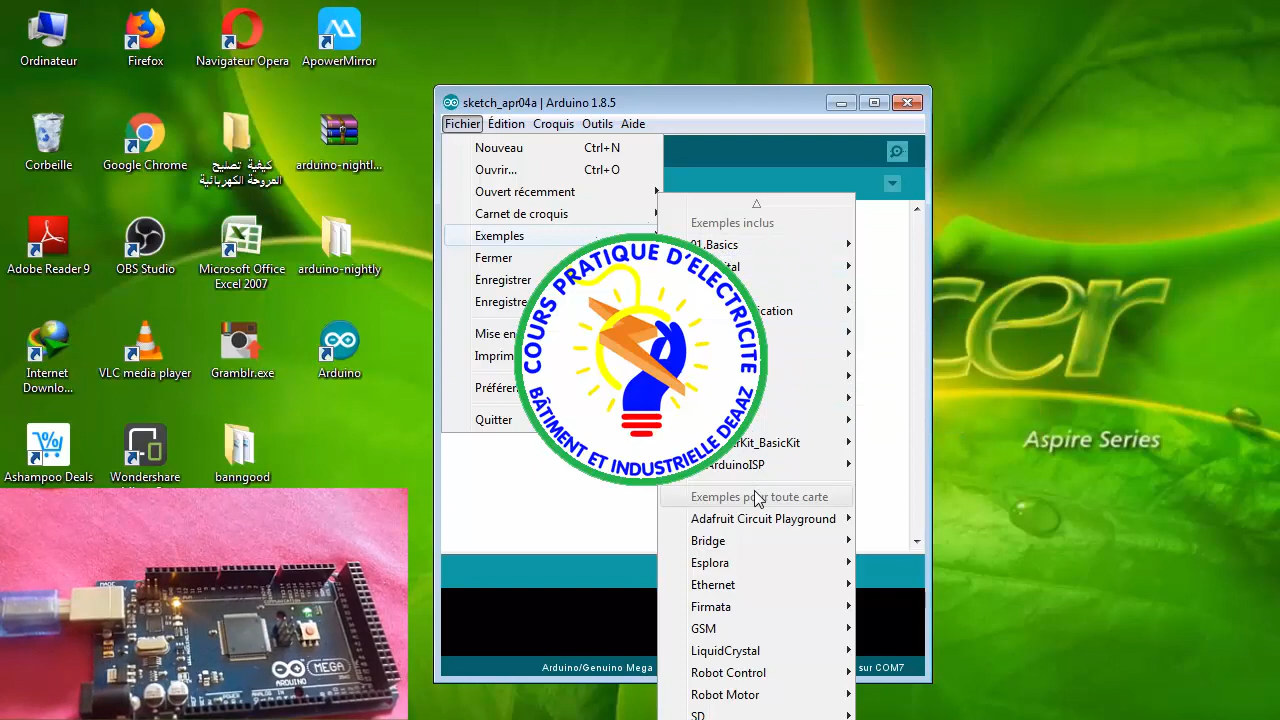 Ordinateur
Firefox
Navigateur Opera
ApowerMirror
Corbeille
Google Chrome
كيفية تصليح
المروحة الكهربائية
arduino-nightl...
Adobe Reader 9
OBS Studio
Microsoft Office
Excel 2007
arduino-nightly
Internet
Downlo...
VLC media player
Gramblr.exe
Arduino
Ashampoo Deals
Wondershare
banngood
sketch_apr04a | Arduino 1.8.5
Fichier Édition Croquis Outils Aide
Nouveau Ctrl+N
Ouvrir... Ctrl+O
Ouvert récemment
Carnet de croquis
Exemples
Fermer
Enregistrer
Quitter
Exemples inclus
01.Basics
ArduinoISP
Exemples pour toute carte
Adafruit Circuit Playground
Bridge
Esplora
Ethernet
Firmata
GSM
LiquidCrystal
Robot Control
Robot Motor
SD
Arduino/Genuino Mega
sur COM7
COURS PRATIQUE D'ÉLECTRICITE
BÂTIMENT ET INDUSTRIELLE DEAAZ
cer
Aspire Series
ARDUINO
MEGA